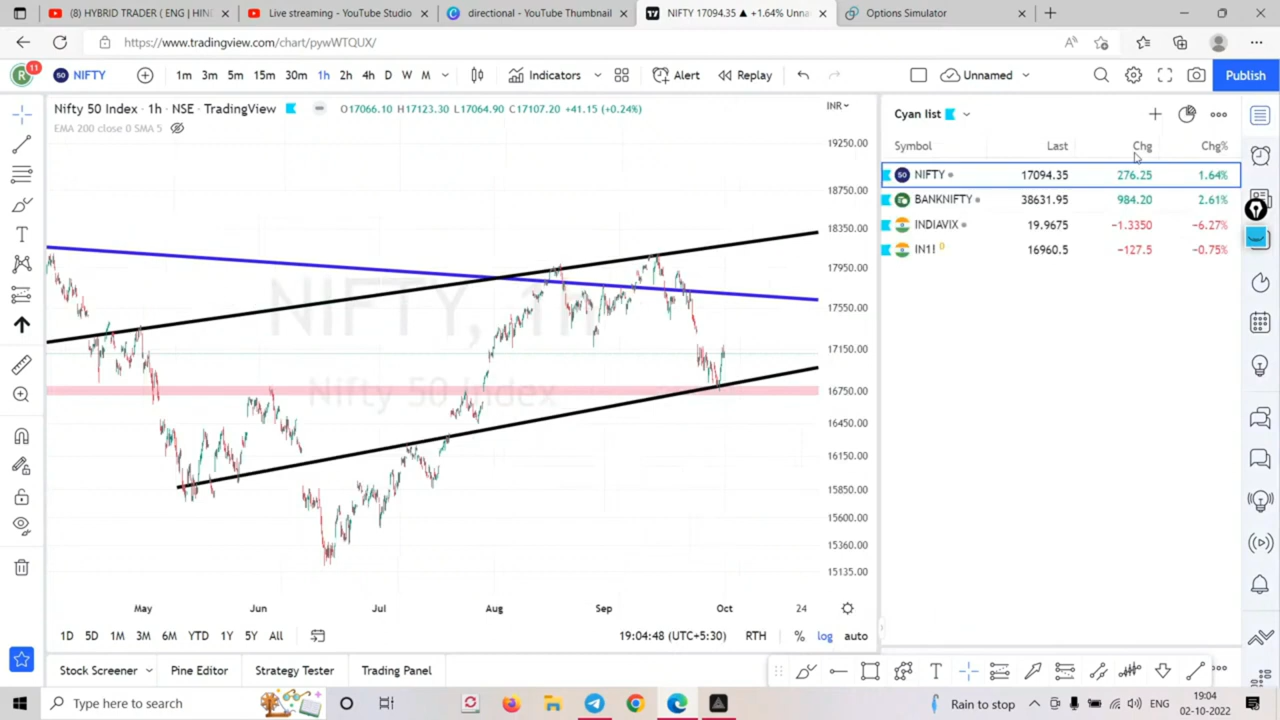 (8) HYBRID TRADER ( ENG | HIN
Live streaming - YouTube Studio
directional - YouTube Thumbnail
NIFTY 17094.35 ▲ +1.64% Unna
Options Simulator
https://www.tradingview.com/chart/pywWTQUX/
R 11
50 NIFTY
1m 3m 5m 15m 30m 1h 2h 4h D W M
Indicators
Alert
Replay
Unnamed
Publish
Nifty 50 Index · 1h · NSE · TradingView
O17066.10 H17123.30 L17064.90 C17107.20 +41.15 (+0.24%)
EMA 200 close 0 SMA 5
INR
19250.00
18750.00
18350.00
17950.00
17550.00
17150.00
16750.00
16450.00
16150.00
15850.00
15600.00
15360.00
15135.00
NIFTY, 1h
Nifty 50 Index
May Jun Jul Aug Sep Oct 24
1D 5D 1M 3M 6M YTD 1Y 5Y All
19:04:48 (UTC+5:30) RTH % log auto
Cyan list
Symbol Last Chg Chg%
50 NIFTY 17094.35 276.25 1.64%
BANKNIFTY 38631.95 984.20 2.61%
INDIAVIX 19.9675 −1.3350 −6.27%
IN1! D 16960.5 −127.5 −0.75%
Stock Screener
Pine Editor
Strategy Tester
Trading Panel
Type here to search
Rain to stop
ENG
19:04
02-10-2022